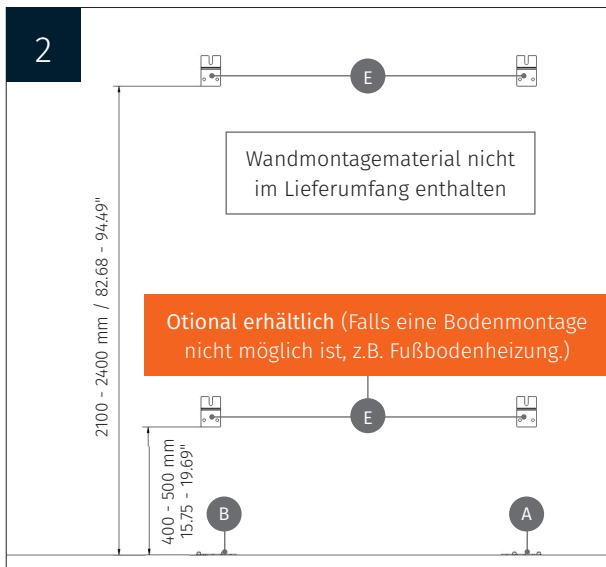 2
E
Wandmontagematerial nicht
im Lieferumfang enthalten
2100 - 2400 mm / 82.68 - 94.49"
Otional erhältlich (Falls eine Bodenmontage
nicht möglich ist, z.B. Fußbodenheizung.)
E
400 - 500 mm
15.75 - 19.69"
B
A